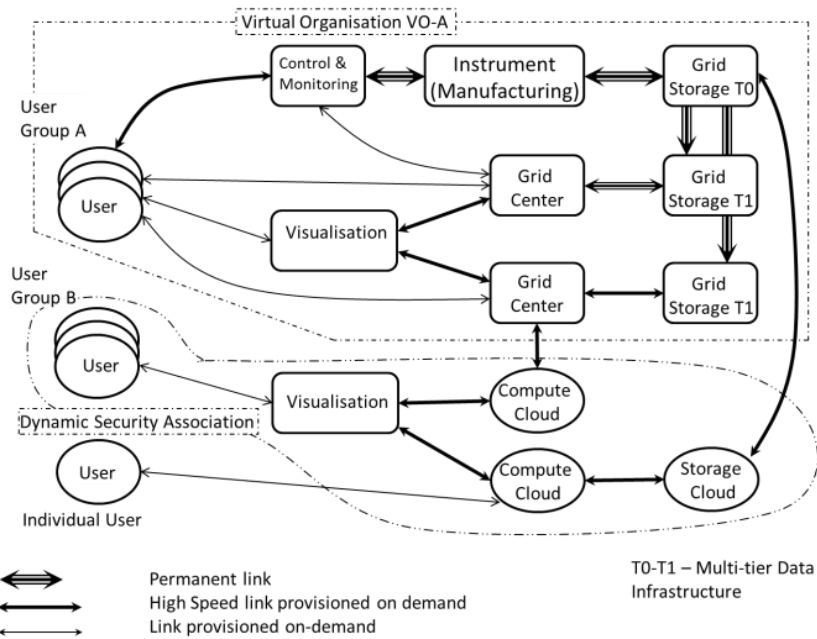 Virtual Organisation VO-A
Control &
Monitoring
Instrument
(Manufacturing)
Grid
Storage T0
User
Group A
User
Grid
Center
Grid
Storage T1
Visualisation
User
Group B
Grid
Center
Grid
Storage T1
User
Visualisation
Compute
Cloud
Dynamic Security Association
User
Compute
Cloud
Storage
Cloud
Individual User
Permanent link
High Speed link provisioned on demand
Link provisioned on-demand
T0-T1 – Multi-tier Data
Infrastructure